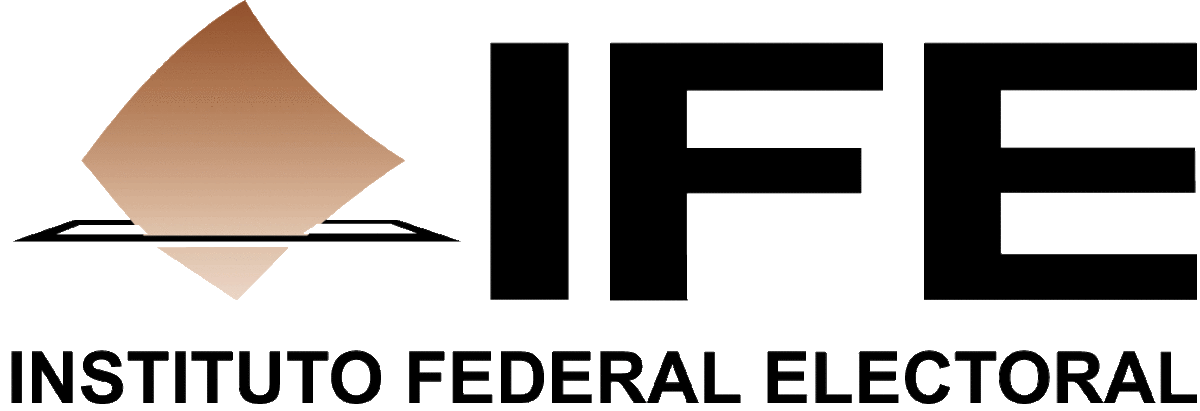 IFE
INSTITUTO FEDERAL ELECTORAL